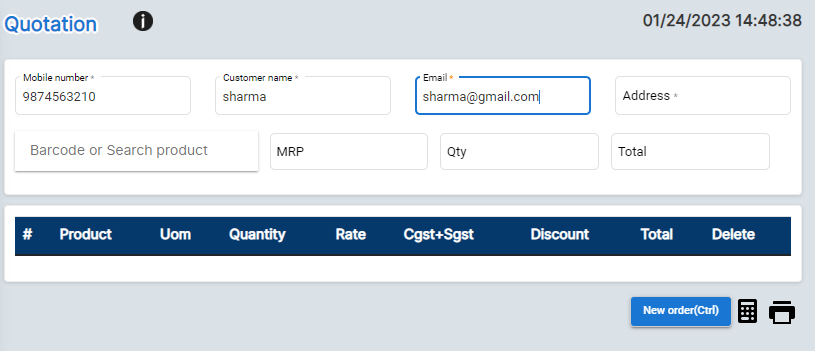 Quotation i 01/24/2023 14:48:38
Mobile number * Customer name * Email *
9874563210 sharma sharma@gmail.com Address *
Barcode or Search product MRP Qty Total
# Product Uom Quantity Rate Cgst+Sgst Discount Total Delete
New order(Ctrl)